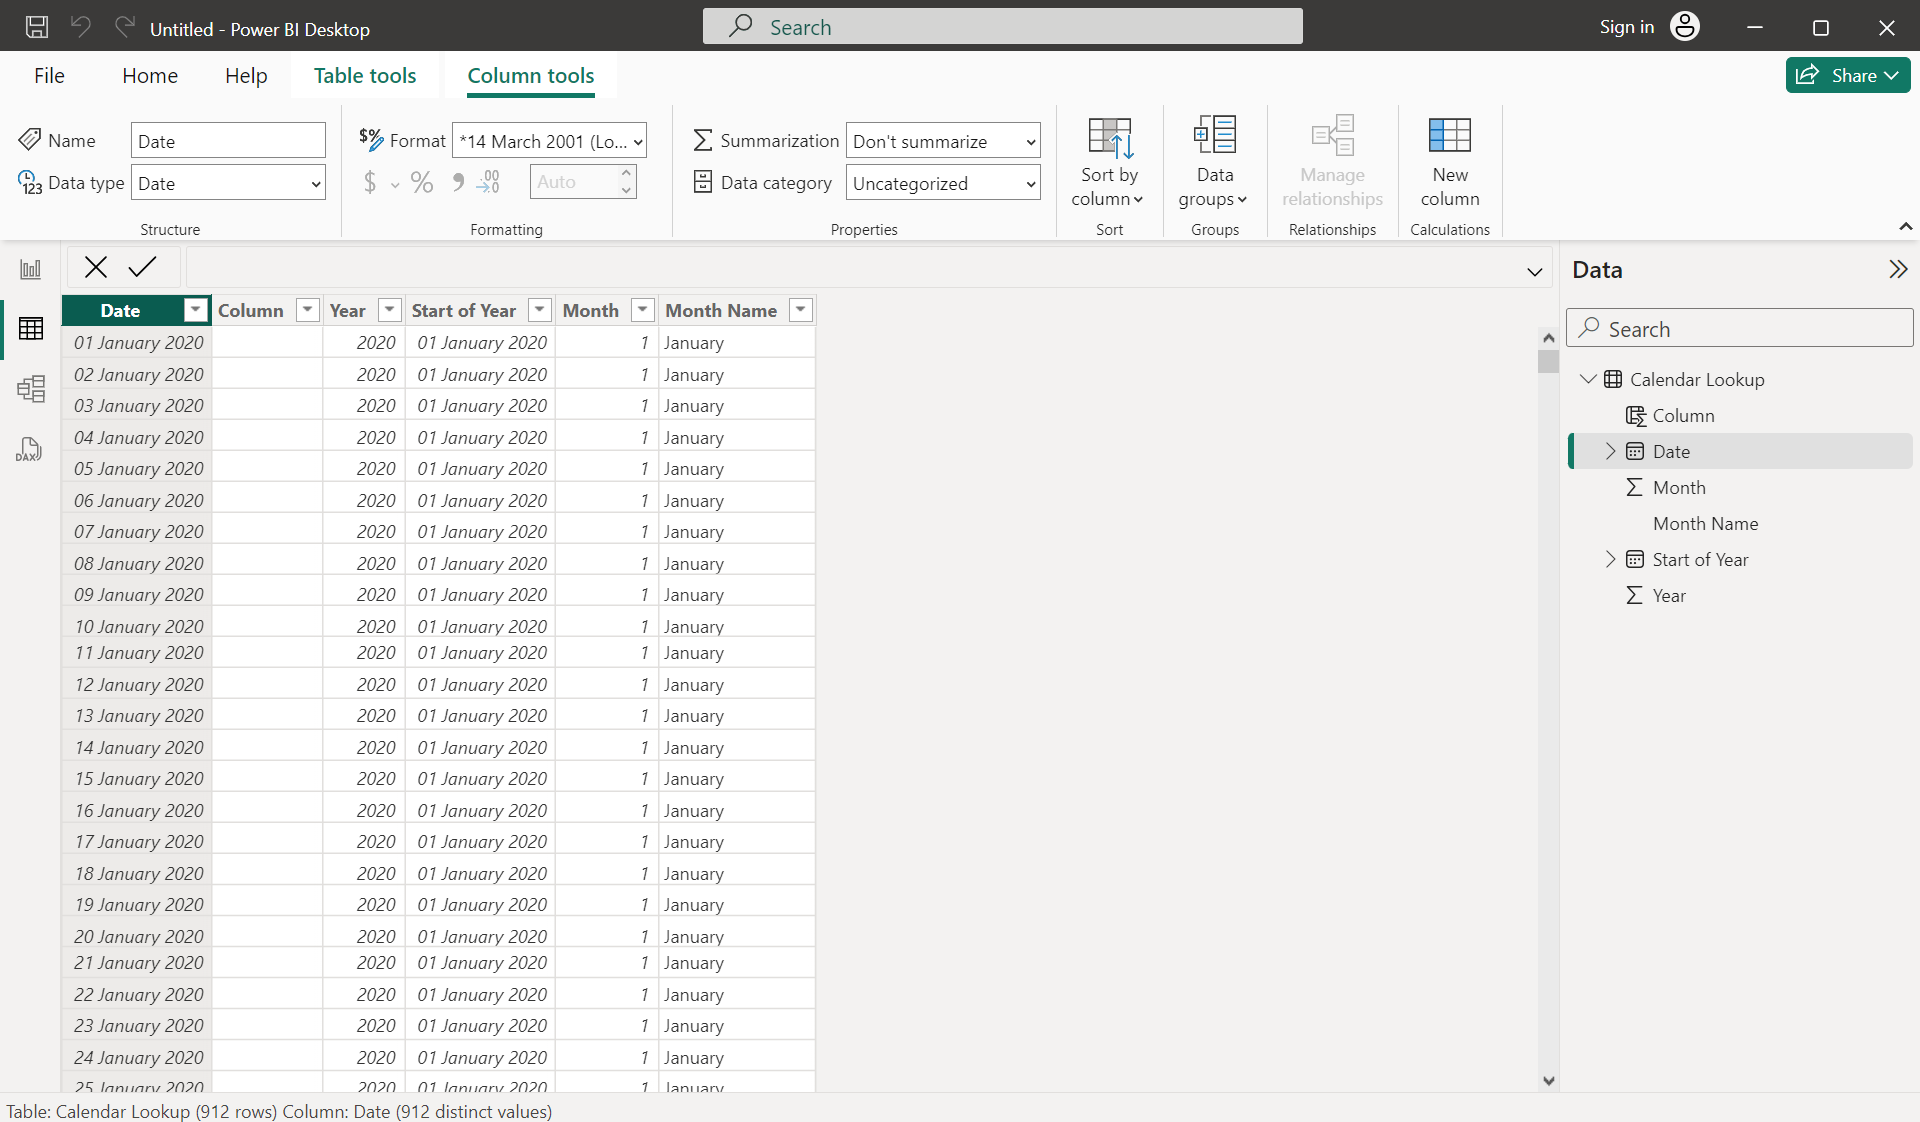 Untitled - Power BI Desktop
Search
Sign in
File Home Help Table tools Column tools
Share
Name Date
Data type Date
Structure
$% Format *14 March 2001 (Lo...
$ % 9 .00 Auto
Formatting
Summarization Don't summarize
Data category Uncategorized
Properties
Sort by
column
Sort
Data
groups
Groups
Manage
relationships
Relationships
New
column
Calculations
123
DAX
Date Column Year Start of Year Month Month Name
01 January 2020 2020 01 January 2020 1 January
02 January 2020 2020 01 January 2020 1 January
03 January 2020 2020 01 January 2020 1 January
04 January 2020 2020 01 January 2020 1 January
05 January 2020 2020 01 January 2020 1 January
06 January 2020 2020 01 January 2020 1 January
07 January 2020 2020 01 January 2020 1 January
08 January 2020 2020 01 January 2020 1 January
09 January 2020 2020 01 January 2020 1 January
10 January 2020 2020 01 January 2020 1 January
11 January 2020 2020 01 January 2020 1 January
12 January 2020 2020 01 January 2020 1 January
13 January 2020 2020 01 January 2020 1 January
14 January 2020 2020 01 January 2020 1 January
15 January 2020 2020 01 January 2020 1 January
16 January 2020 2020 01 January 2020 1 January
17 January 2020 2020 01 January 2020 1 January
18 January 2020 2020 01 January 2020 1 January
19 January 2020 2020 01 January 2020 1 January
20 January 2020 2020 01 January 2020 1 January
21 January 2020 2020 01 January 2020 1 January
22 January 2020 2020 01 January 2020 1 January
23 January 2020 2020 01 January 2020 1 January
24 January 2020 2020 01 January 2020 1 January
25 January 2020 2020 01 January 2020 1 January
Data
Search
Calendar Lookup
Column
Date
Month
Month Name
Start of Year
Year
Table: Calendar Lookup (912 rows) Column: Date (912 distinct values)